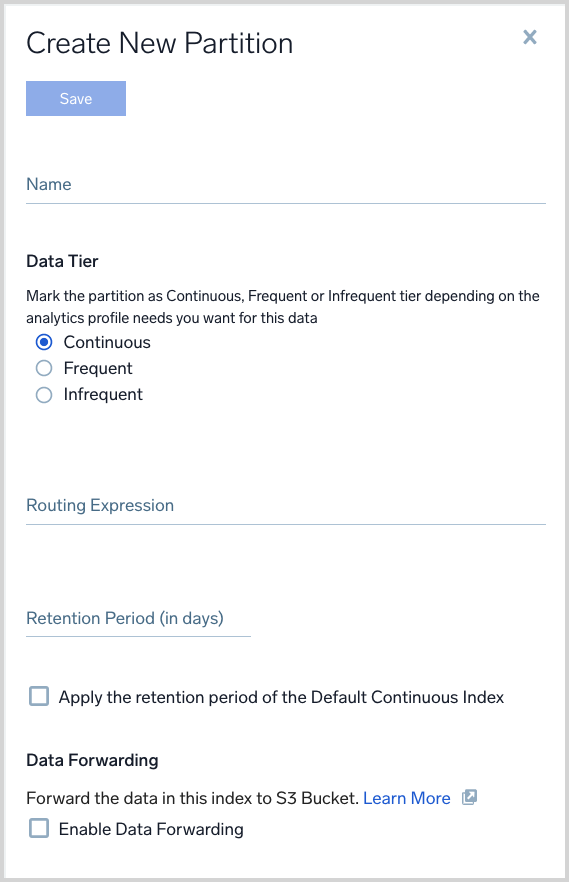 Create New Partition
Save
Name
Data Tier
Mark the partition as Continuous, Frequent or Infrequent tier depending on the
analytics profile needs you want for this data
Continuous
Frequent
Infrequent
Routing Expression
Retention Period (in days)
Apply the retention period of the Default Continuous Index
Data Forwarding
Forward the data in this index to S3 Bucket. Learn More
Enable Data Forwarding